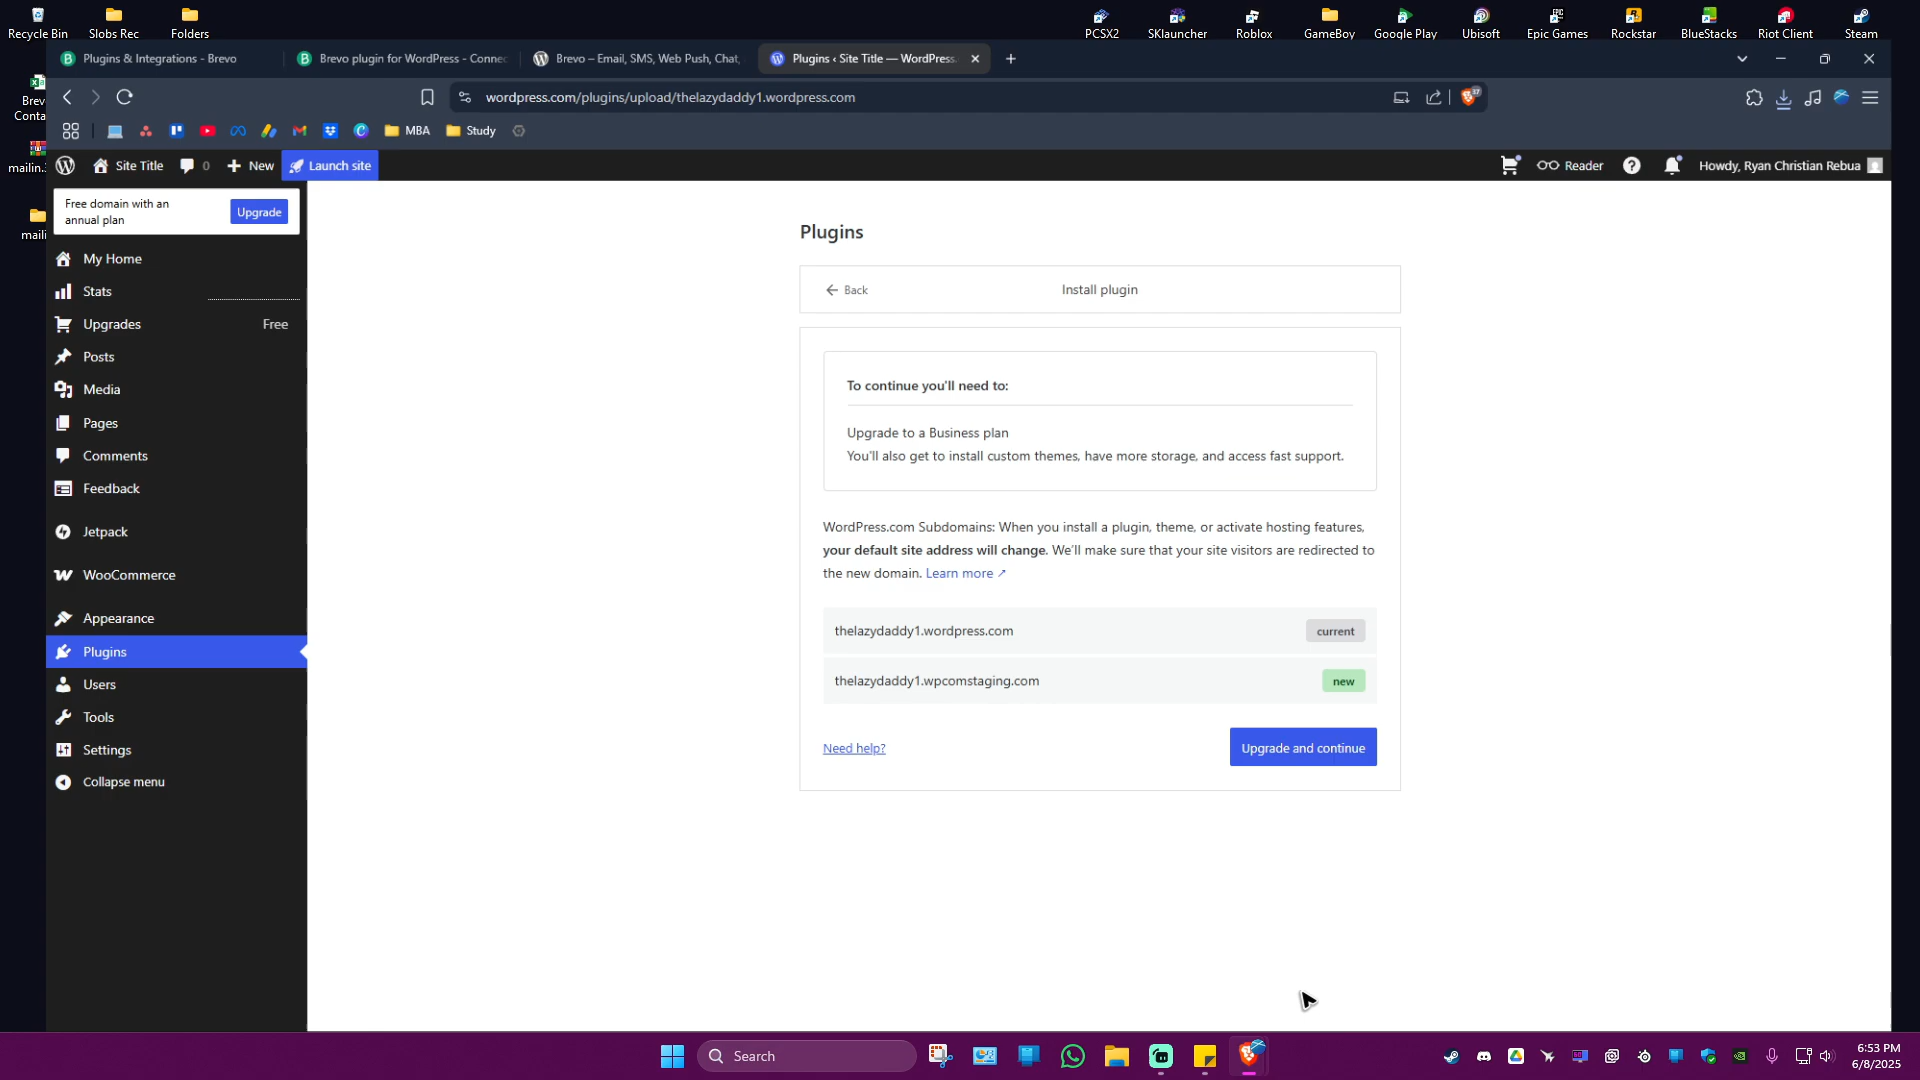 Recycle Bin
Slobs Rec
Folders
PCSX2
SKlauncher
Roblox
GameBoy
Google Play
Ubisoft
Epic Games
Rockstar
BlueStacks
Riot Client
Steam
Plugins & Integrations - Brevo
Brevo plugin for WordPress - Connec
Brevo – Email, SMS, Web Push, Chat,
Plugins ‹ Site Title — WordPress.
Brev
Conta
wordpress.com/plugins/upload/thelazydaddy1.wordpress.com
37
MBA
Study
mailin.
Site Title
0
New
Launch site
Reader
Howdy, Ryan Christian Rebua
Free domain with an
annual plan
Upgrade
maili
My Home
Stats
Upgrades
Free
Posts
Media
Pages
Comments
Feedback
Jetpack
WooCommerce
Appearance
Plugins
Users
Tools
Settings
Collapse menu
Plugins
Back
Install plugin
To continue you'll need to:
Upgrade to a Business plan
You'll also get to install custom themes, have more storage, and access fast support.
WordPress.com Subdomains: When you install a plugin, theme, or activate hosting features,
your default site address will change. We'll make sure that your site visitors are redirected to
the new domain. Learn more ↗
thelazydaddy1.wordpress.com
current
thelazydaddy1.wpcomstaging.com
new
Need help?
Upgrade and continue
Search
6:53 PM
6/8/2025